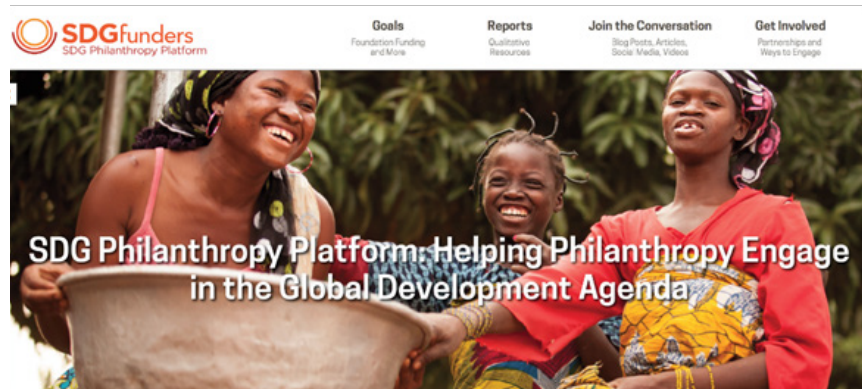 SDGfunders
SDG Philanthropy Platform
Goals
Foundation Funding
and More
Reports
Qualitative
Resources
Join the Conversation
Blog Posts, Articles,
Social Media, Videos
Get Involved
Partnerships and
Ways to Engage
SDG Philanthropy Platform: Helping Philanthropy Engage
in the Global Development Agenda